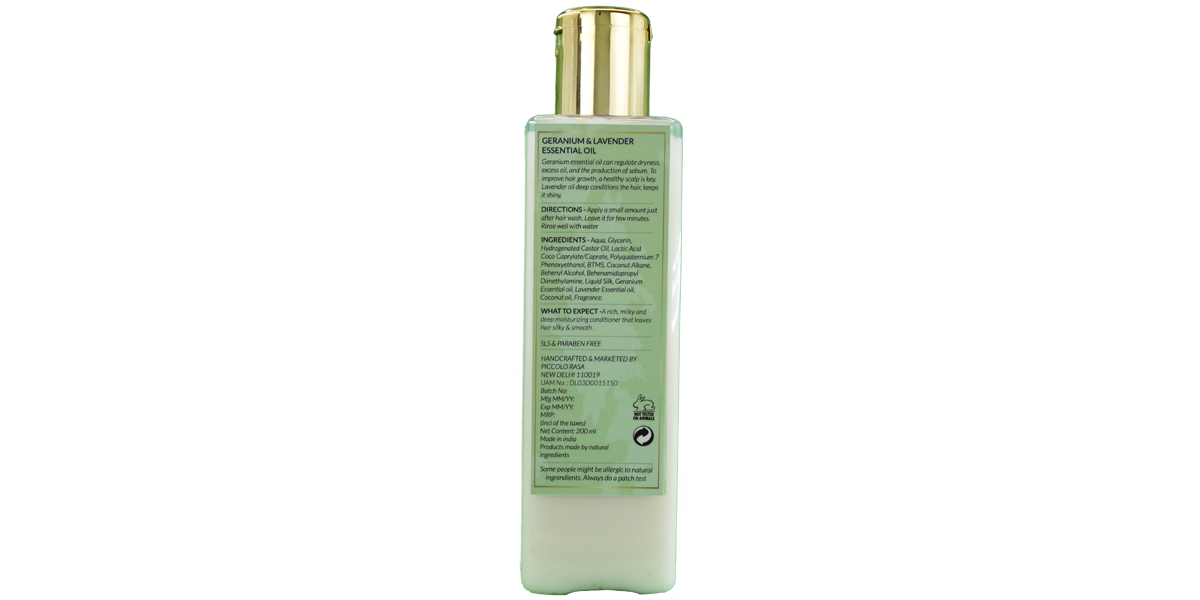 GERANIUM & LAVENDER
ESSENTIAL OIL
Geranium essential oil can regulate dryness,
excess oil, and the production of sebum. To
improve hair growth, a healthy scalp is key.
Lavender oil deep conditions the hair, keeps
it shiny.
DIRECTIONS - Apply a small amount just
after hair wash. Leave it for few minutes.
Rinse well with water
INGREDIENTS - Aqua, Glycerin,
Hydrogenated Castor Oil, Lactic Acid
Coco Caprylate/Caprate, Polyquaternium 7
Phenoxyethanol, BTMS, Coconut Alkane,
Behenyl Alcohol, Behenamidopropyl
Dimethylamine, Liquid Silk, Geranium
Essential oil, Lavender Essential oil,
Coconut oil, Fragrance.
WHAT TO EXPECT -A rich, milky and
deep moisturizing conditioner that leaves
hair silky & smooth .
SLS & PARABEN FREE
HANDCRAFTED & MARKETED BY
PICCOLO RASA
NEW DELHI 110019
UAM No. : DL03D0015150
Batch No:
Mfg MM/YY:
Exp MM/YY:
MRP:
(incl of the taxes)
Net Content: 200 ml
Made in india
Products made by natural
ingredients
NOT TESTED
ON ANIMALS
Some people might be allergic to natural
ingredients. Always do a patch test